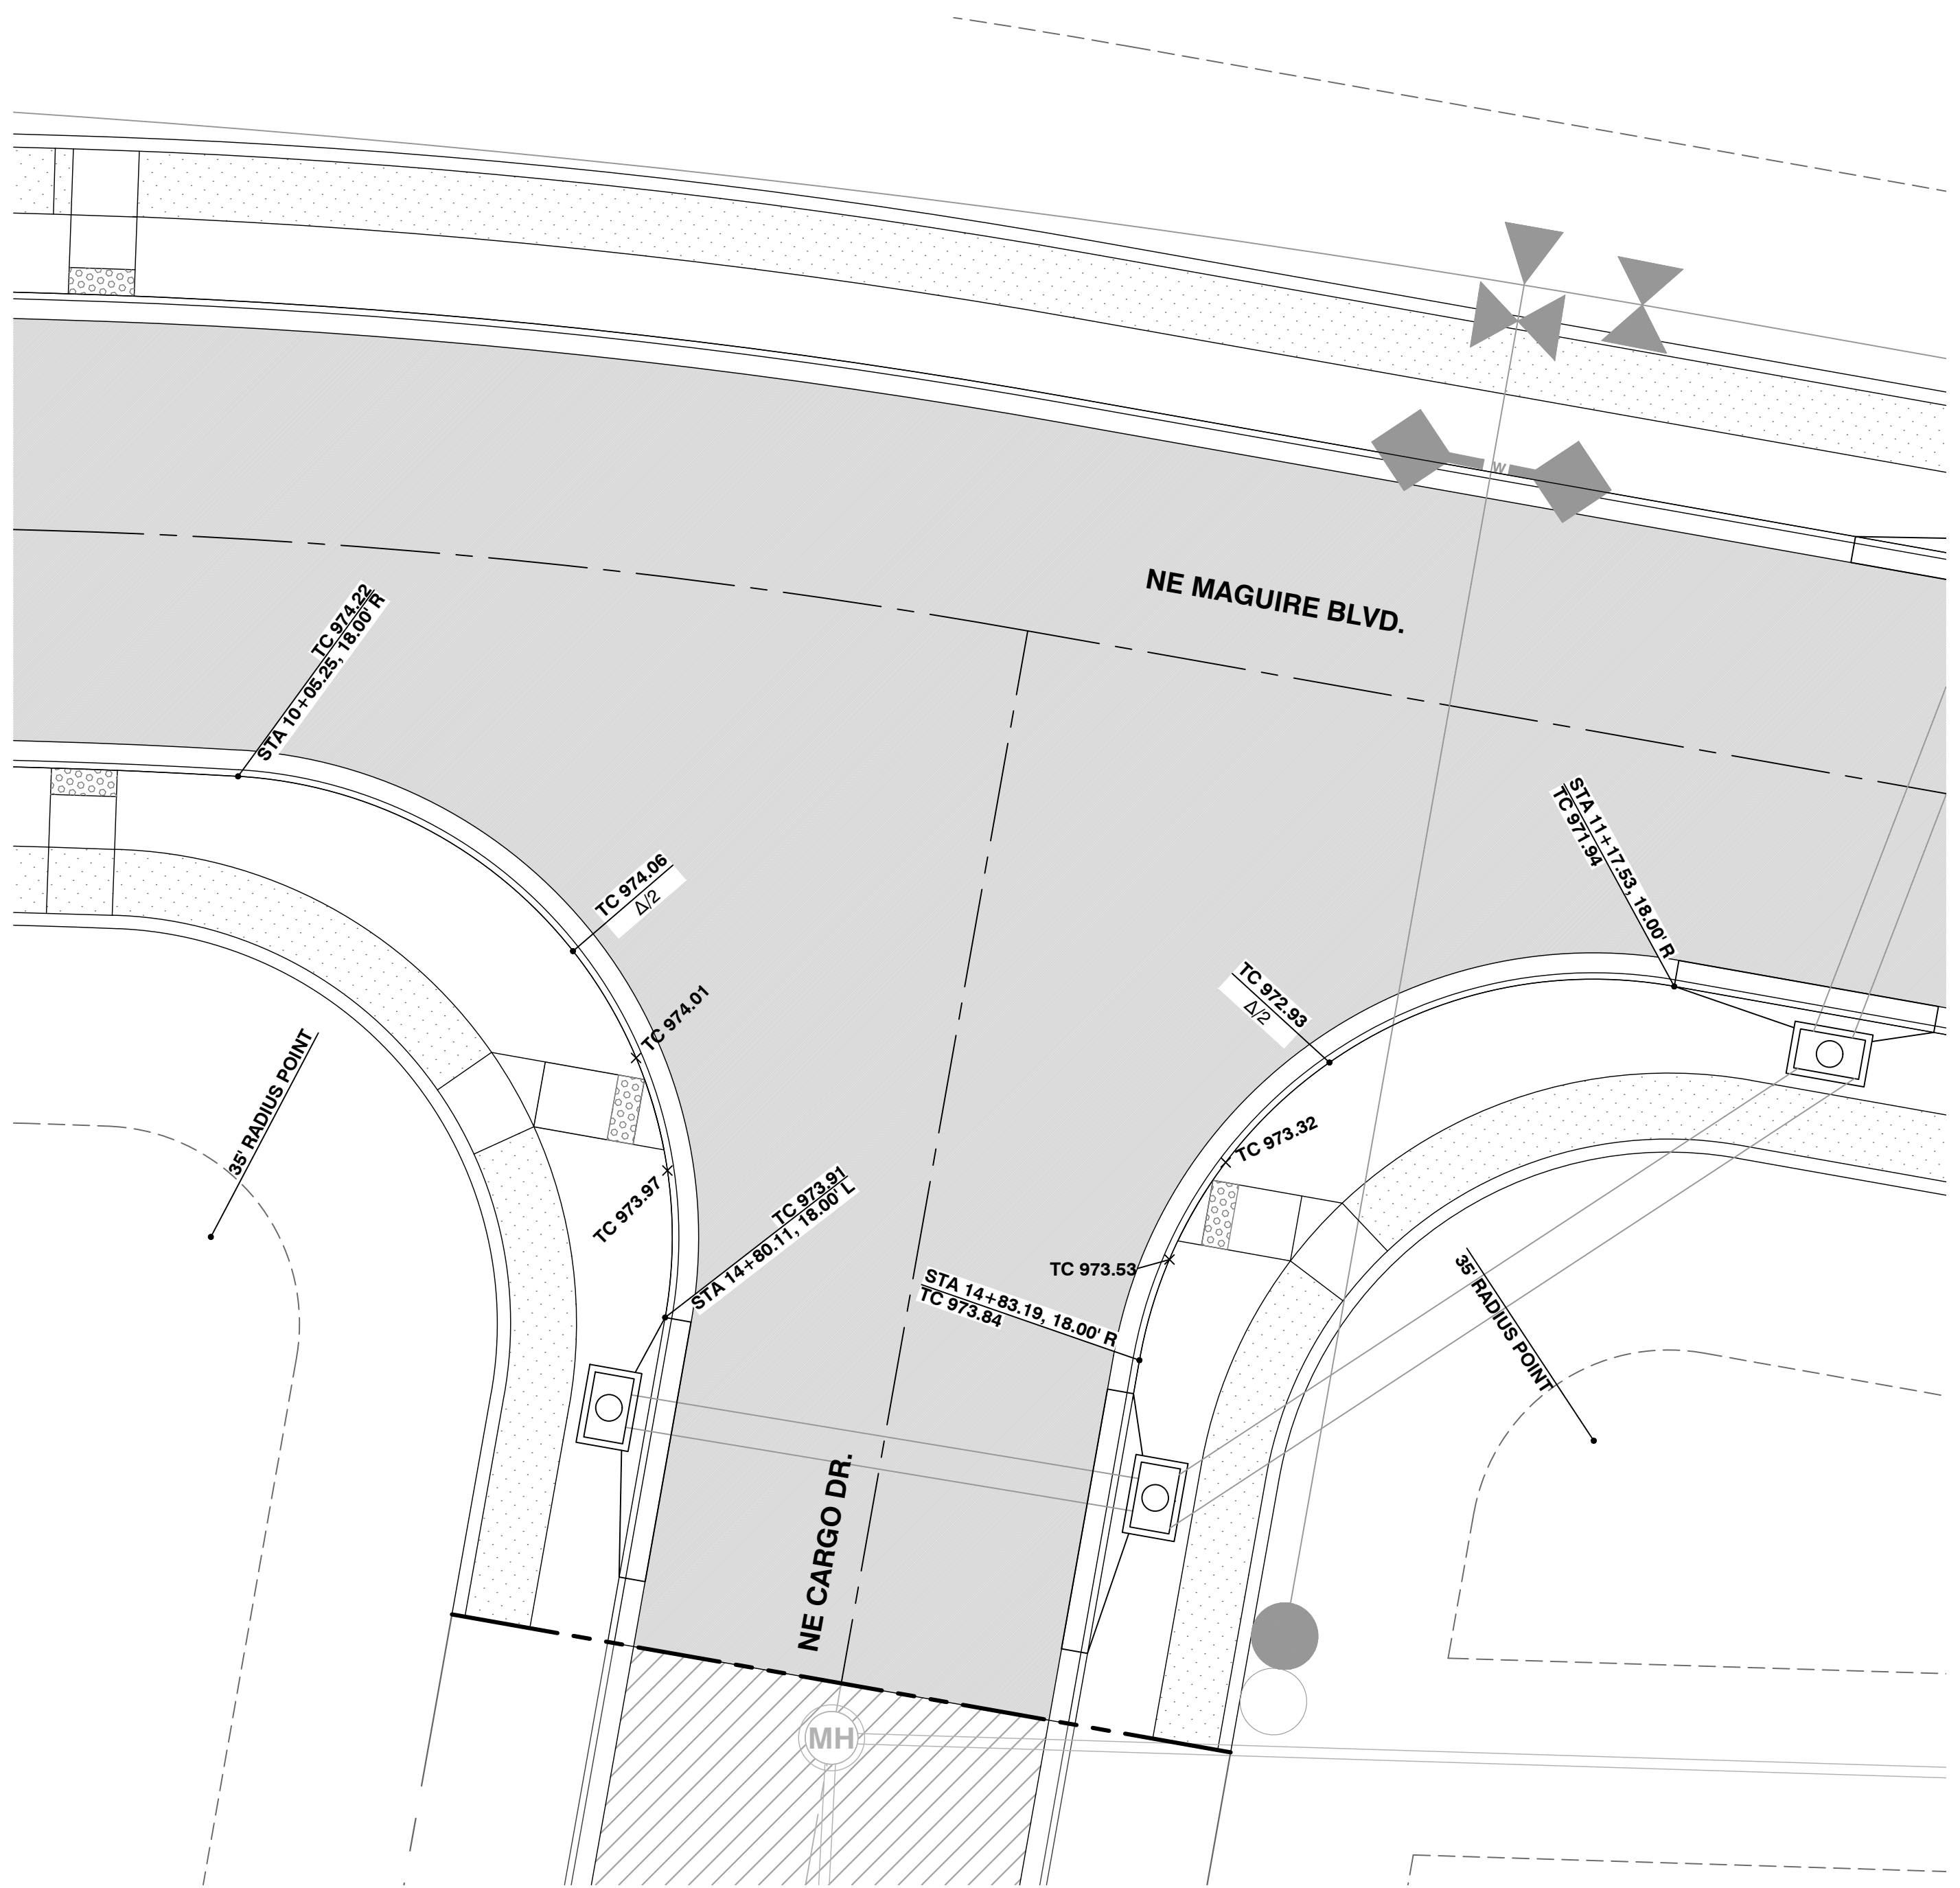 W
NE MAGUIRE BLVD.
TC 974.22
STA 10+05.25, 18.00' R
STA 11+17.53, 18.00' R
TC 971.94
TC 974.06
Δ/2
TC 972.93
Δ/2
TC 974.01
35' RADIUS POINT
TC 973.32
TC 973.97
TC 973.91
STA 14+80.11, 18.00' L
TC 973.53
STA 14+83.19, 18.00' R
TC 973.84
35' RADIUS POINT
NE CARGO DR.
MH